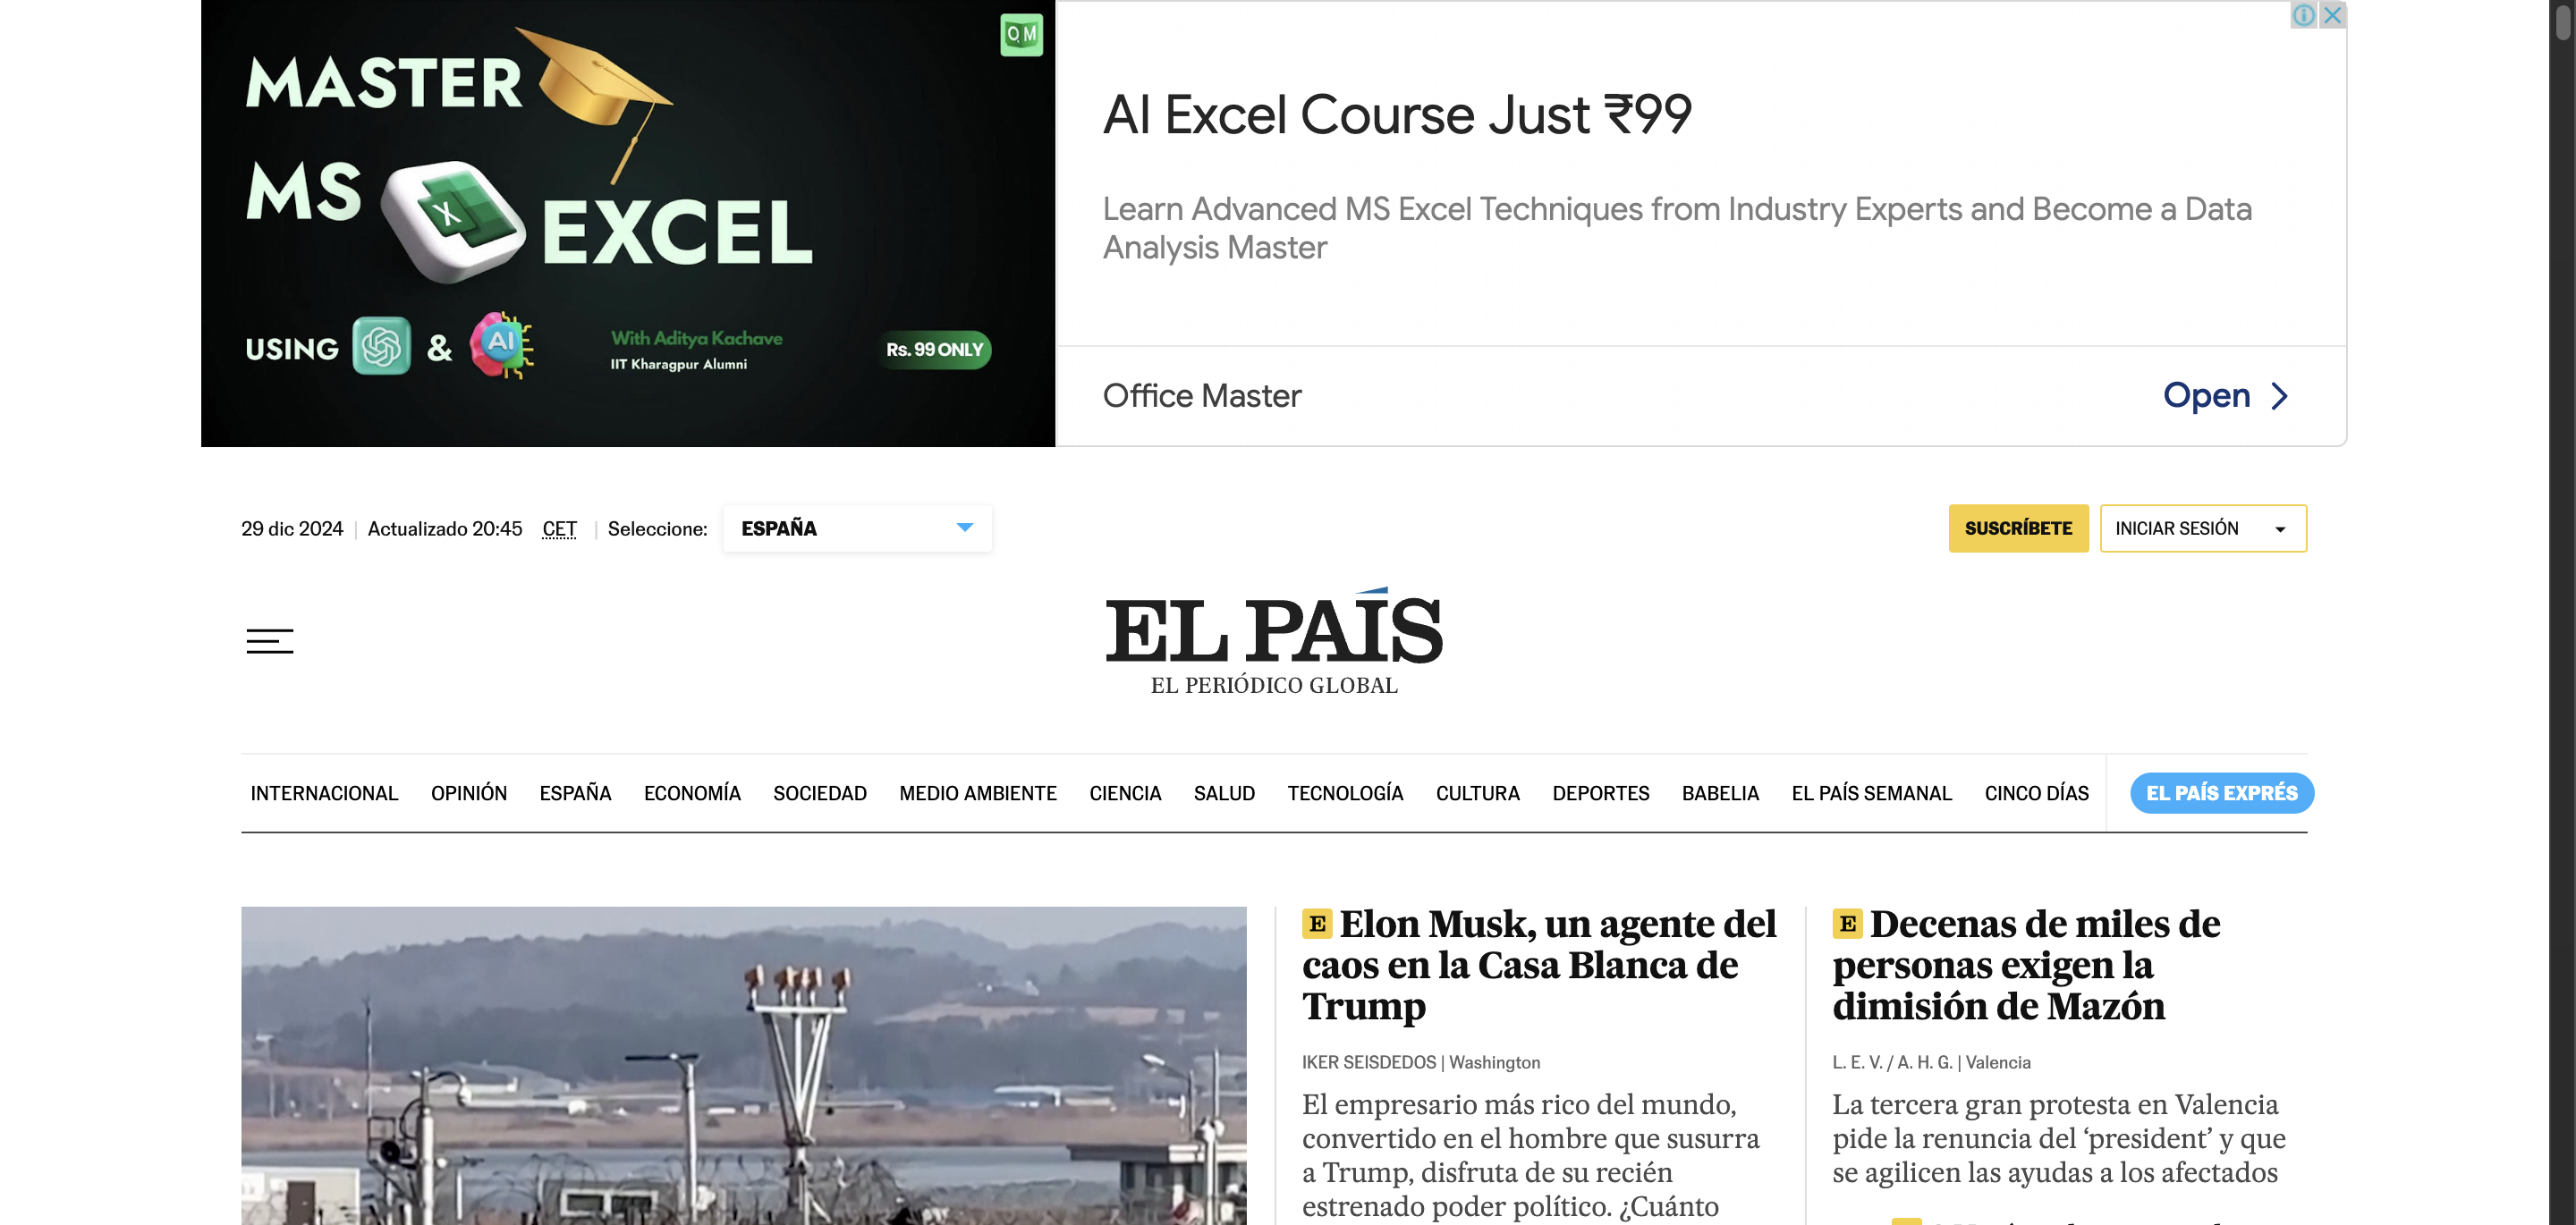 MASTER
MS EXCEL
USING & AI
With Aditya Kachave
IIT Kharagpur Alumni
Rs. 99 ONLY
QM
AI Excel Course Just ₹99
Learn Advanced MS Excel Techniques from Industry Experts and Become a Data
Analysis Master
Office Master
Open
29 dic 2024 | Actualizado 20:45 CET | Seleccione: ESPAÑA
SUSCRÍBETE
INICIAR SESIÓN
EL PAÍS
EL PERIÓDICO GLOBAL
INTERNACIONAL OPINIÓN ESPAÑA ECONOMÍA SOCIEDAD MEDIO AMBIENTE CIENCIA SALUD TECNOLOGÍA CULTURA DEPORTES BABELIA EL PAÍS SEMANAL CINCO DÍAS EL PAÍS EXPRÉS
E Elon Musk, un agente del
caos en la Casa Blanca de
Trump
IKER SEISDEDOS | Washington
El empresario más rico del mundo,
convertido en el hombre que susurra
a Trump, disfruta de su recién
estrenado poder político. ¿Cuánto
E Decenas de miles de
personas exigen la
dimisión de Mazón
L. E. V. / A. H. G. | Valencia
La tercera gran protesta en Valencia
pide la renuncia del ‘president’ y que
se agilicen las ayudas a los afectados